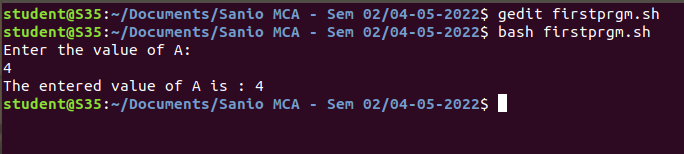 student@S35:~/Documents/Sanio MCA - Sem 02/04-05-2022$ gedit firstprgm.sh
student@S35:~/Documents/Sanio MCA - Sem 02/04-05-2022$ bash firstprgm.sh
Enter the value of A:
4
The entered value of A is : 4
student@S35:~/Documents/Sanio MCA - Sem 02/04-05-2022$